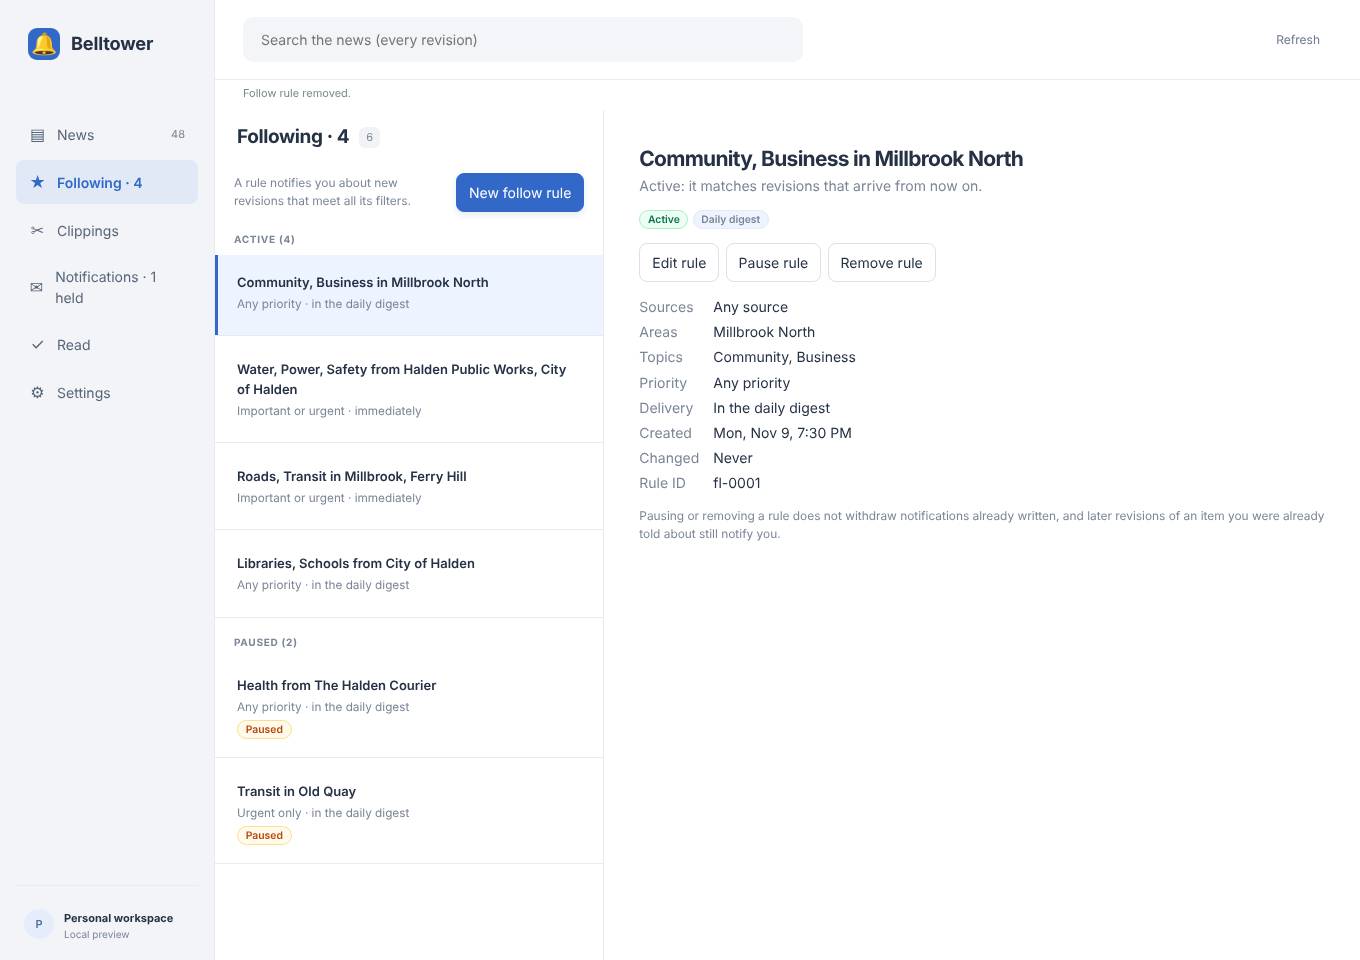 Belltower
Search the news (every revision)
Refresh
Follow rule removed.
News 48
Following · 4
Clippings
Notifications · 1
held
Read
Settings
Personal workspace
P
Local preview
Following · 4 6
A rule notifies you about new
revisions that meet all its filters.
New follow rule
ACTIVE (4)
Community, Business in Millbrook North
Any priority · in the daily digest
Water, Power, Safety from Halden Public Works, City
of Halden
Important or urgent · immediately
Roads, Transit in Millbrook, Ferry Hill
Important or urgent · immediately
Libraries, Schools from City of Halden
Any priority · in the daily digest
PAUSED (2)
Health from The Halden Courier
Any priority · in the daily digest
Paused
Transit in Old Quay
Urgent only · in the daily digest
Paused
Community, Business in Millbrook North
Active: it matches revisions that arrive from now on.
Active Daily digest
Edit rule Pause rule Remove rule
Sources Any source
Areas Millbrook North
Topics Community, Business
Priority Any priority
Delivery In the daily digest
Created Mon, Nov 9, 7:30 PM
Changed Never
Rule ID fl-0001
Pausing or removing a rule does not withdraw notifications already written, and later revisions of an item you were already
told about still notify you.